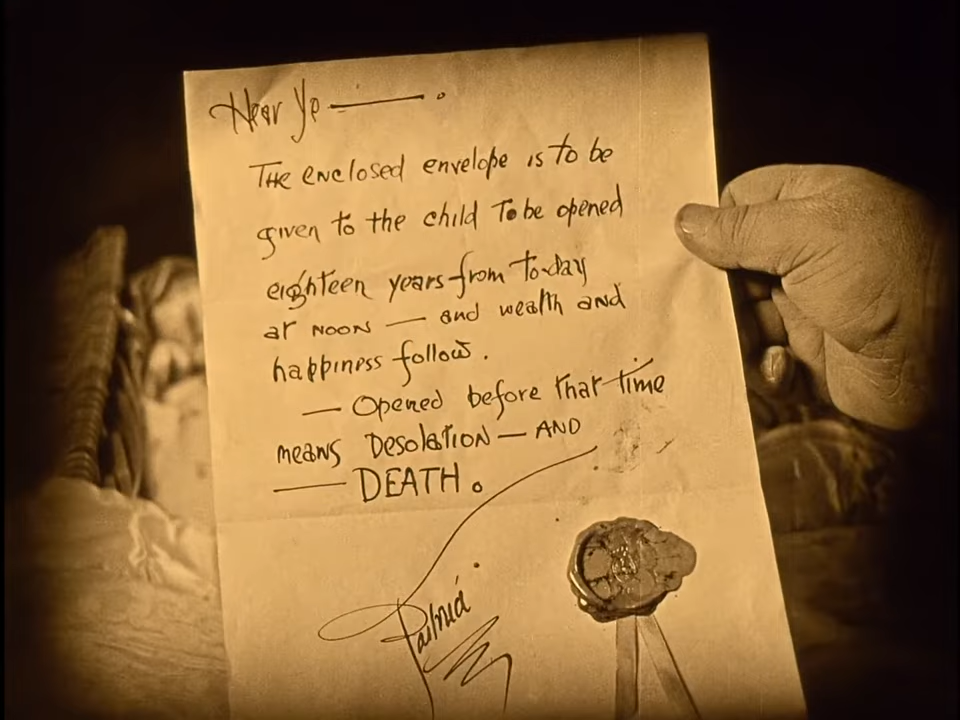 Hear Ye —— .
The enclosed envelope is to be
given to the child To be opened
eighteen years from to-day
at NOON — and wealth and
happiness follow.
— Opened before that time
means Desolation — AND
— DEATH.